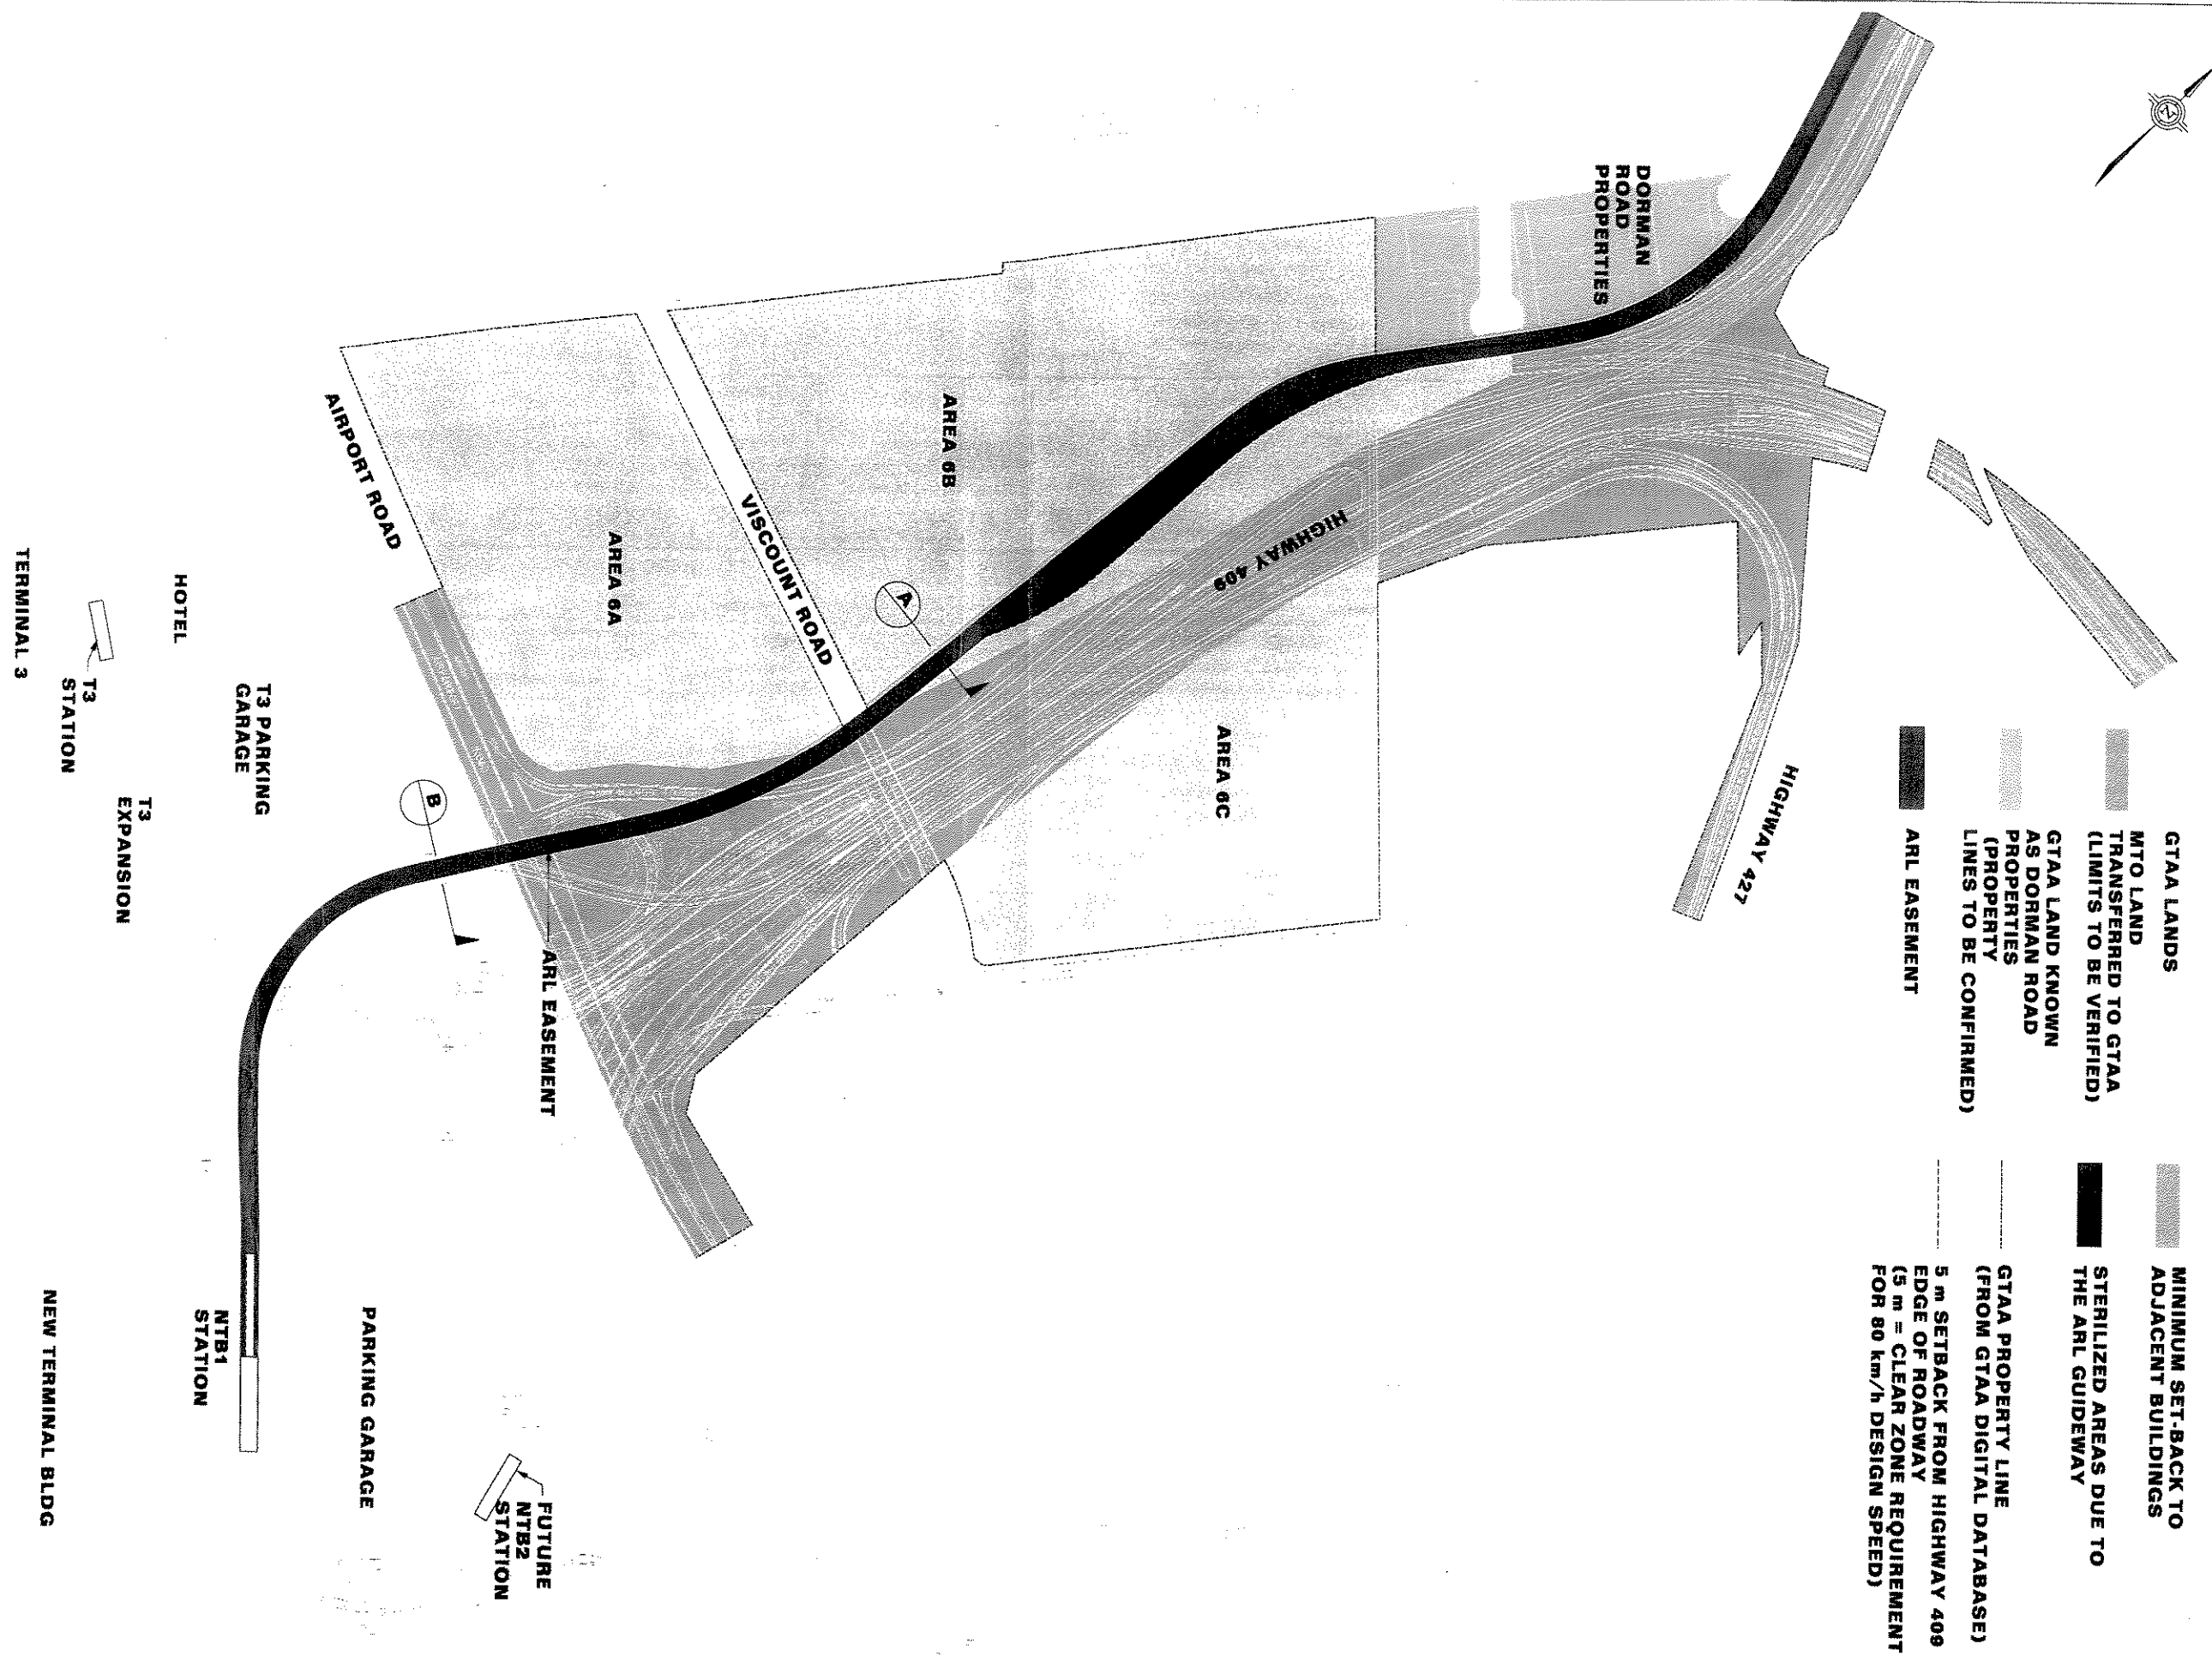 DORMAN
ROAD
PROPERTIES
AIRPORT ROAD
VISCOUNT ROAD
AREA 6A
AREA 6B
AREA 6C
HIGHWAY 409
HIGHWAY 427
A
B
ARL EASEMENT
TERMINAL 3
HOTEL
T3
STATION
T3 PARKING
GARAGE
T3
EXPANSION
NTB1
STATION
PARKING GARAGE
FUTURE
NTB2
STATION
NEW TERMINAL BLDG
GTAA LANDS
MTO LAND
TRANSFERRED TO GTAA
(LIMITS TO BE VERIFIED)
GTAA LAND KNOWN
AS DORMAN ROAD
PROPERTIES
(PROPERTY
LINES TO BE CONFIRMED)
ARL EASEMENT
MINIMUM SET-BACK TO
ADJACENT BUILDINGS
STERILIZED AREAS DUE TO
THE ARL GUIDEWAY
GTAA PROPERTY LINE
(FROM GTAA DIGITAL DATABASE)
5 m SETBACK FROM HIGHWAY 409
EDGE OF ROADWAY
(5 m = CLEAR ZONE REQUIREMENT
FOR 80 km/h DESIGN SPEED)